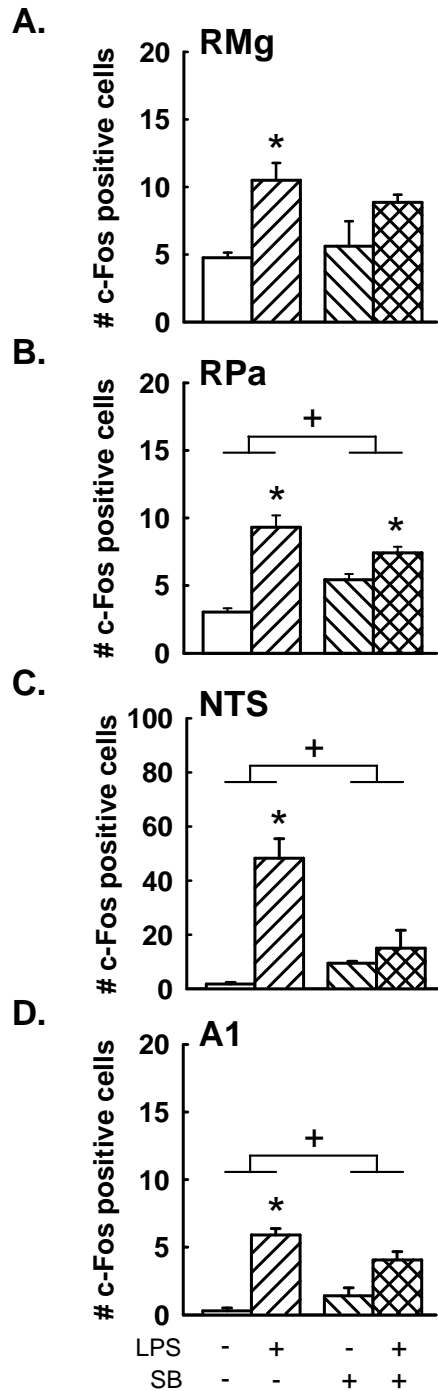 A.
RMg
# c-Fos positive cells
20
15
10
5
0
*
B.
RPa
# c-Fos positive cells
20
15
10
5
0
+
*
*
C.
NTS
# c-Fos positive cells
100
80
60
40
20
0
+
*
D.
A1
# c-Fos positive cells
20
15
10
5
0
+
*
LPS - + - +
SB - - + +